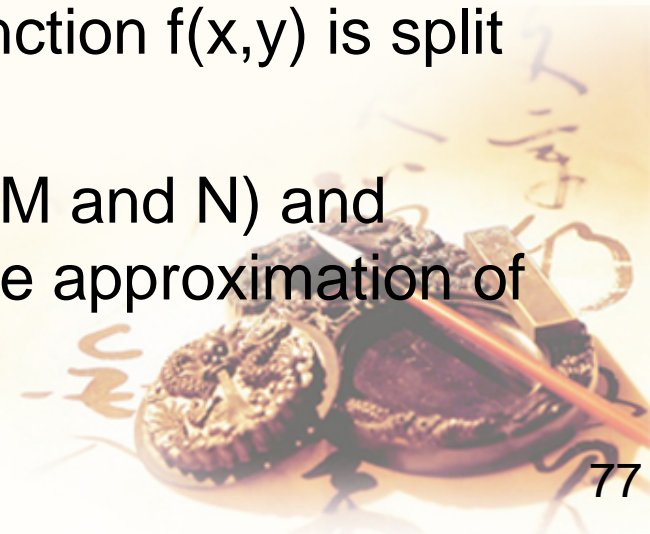 nction f(x,y) is split
M and N) and
e approximation of
77